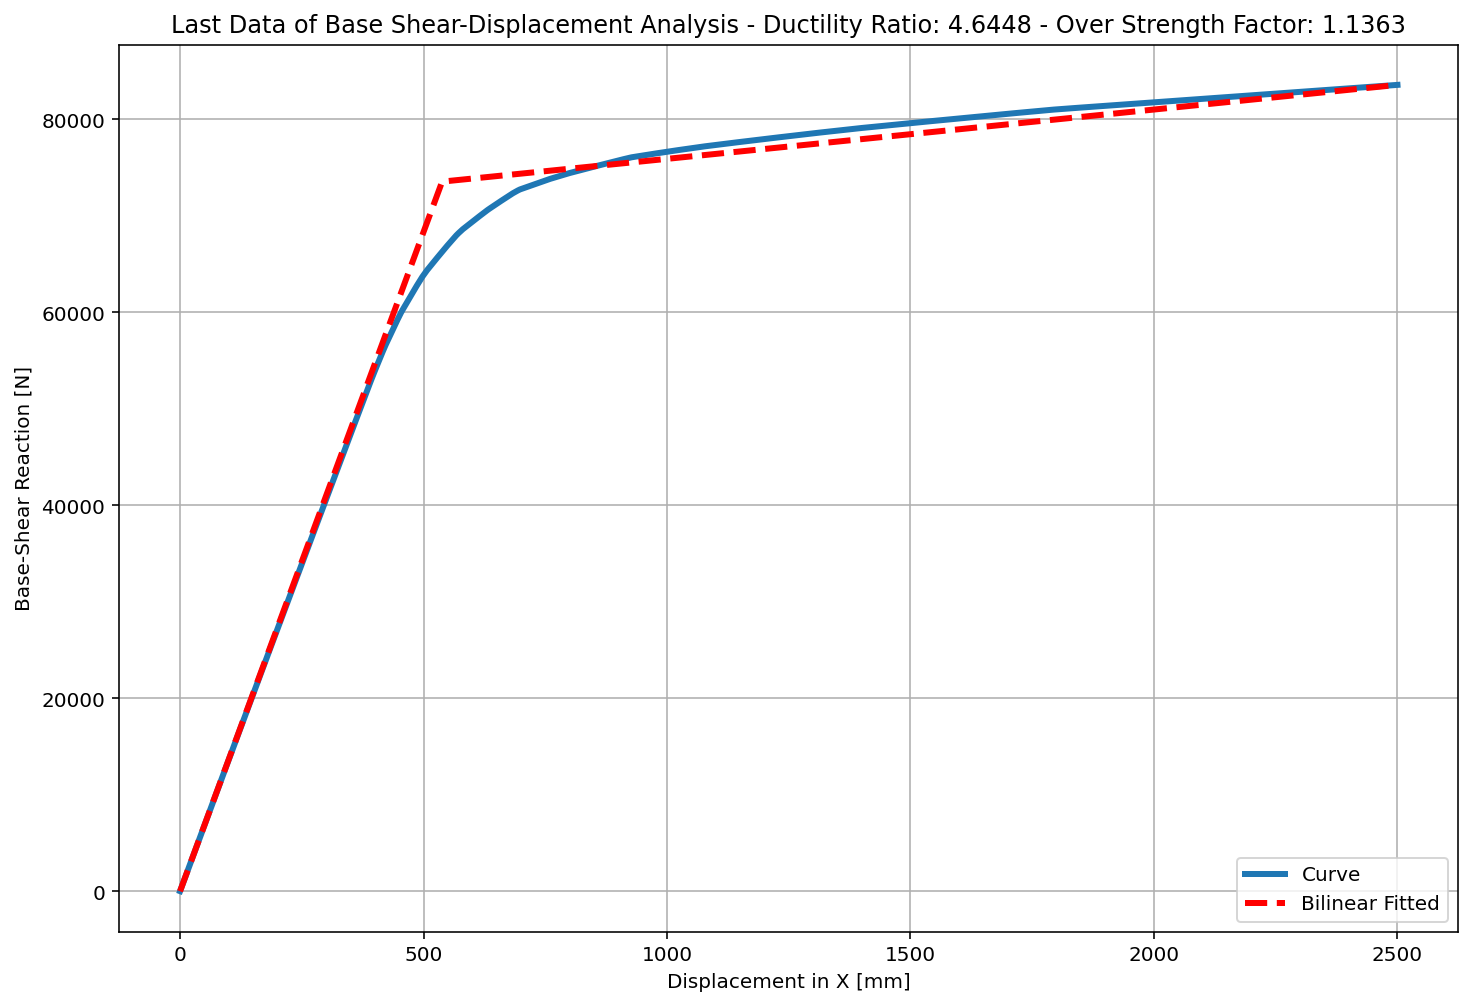 Last Data of Base Shear-Displacement Analysis - Ductility Ratio: 4.6448 - Over Strength Factor: 1.1363
Base-Shear Reaction [N]
80000
60000
40000
20000
0
0 500 1000 1500 2000 2500
Displacement in X [mm]
Curve
Bilinear Fitted